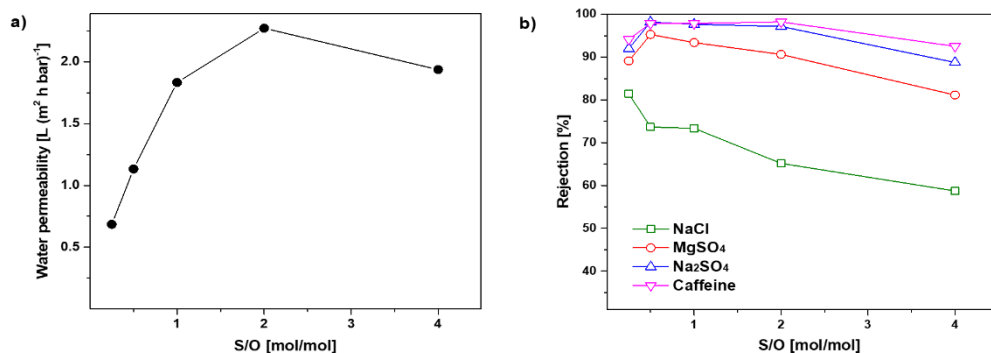 a)
Water permeability [L (m² h bar)⁻¹]
2.0
1.5
1.0
0.5
1
2
3
4
S/O [mol/mol]
b)
Rejection [%]
100
90
80
70
60
50
40
NaCl
MgSO₄
Na₂SO₄
Caffeine
1
2
3
4
S/O [mol/mol]